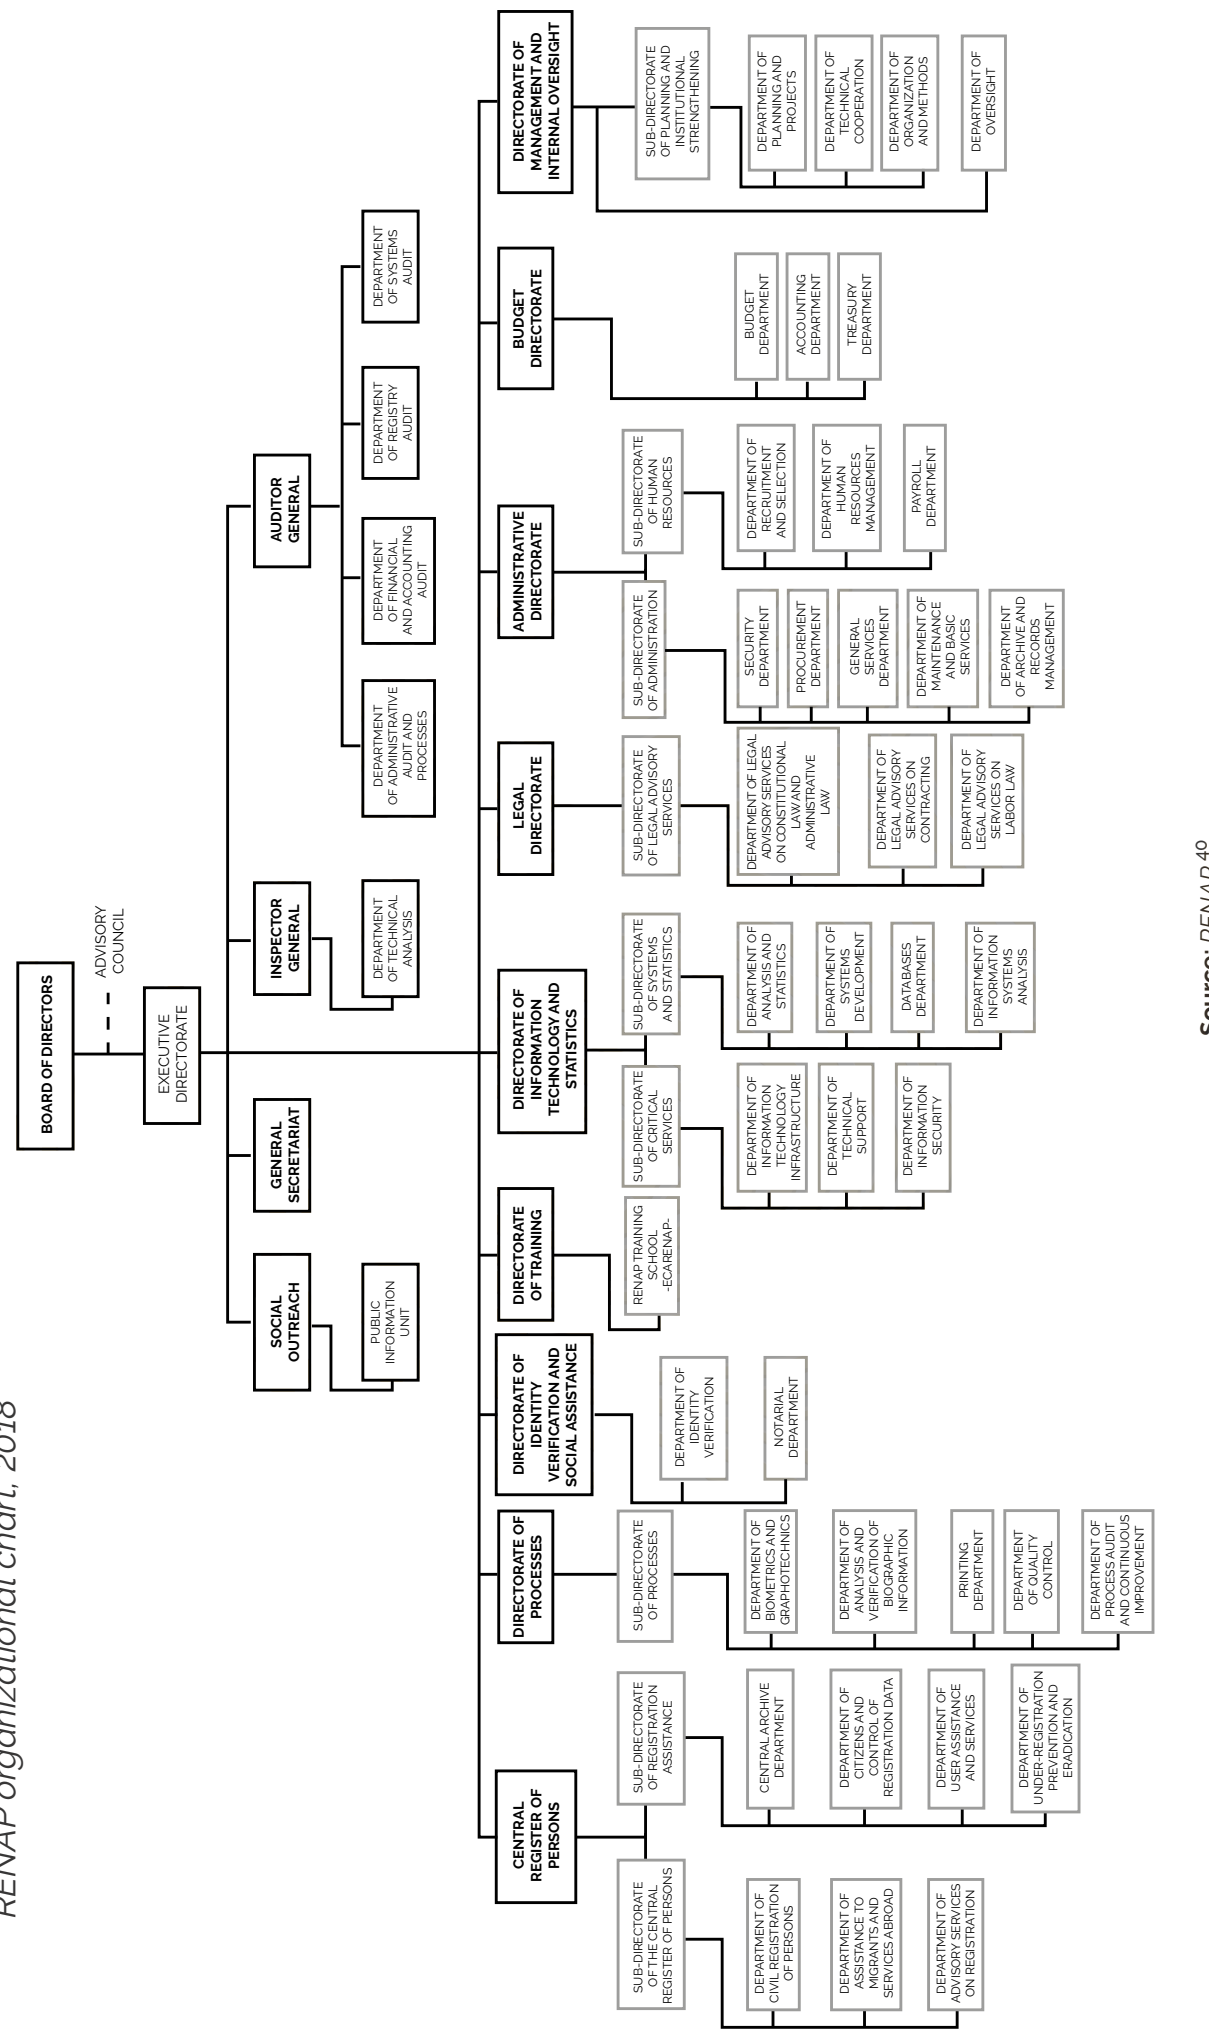 RENAP organizational chart, 2018
BOARD OF DIRECTORS
ADVISORY
COUNCIL
EXECUTIVE
DIRECTORATE
SOCIAL
OUTREACH
GENERAL
SECRETARIAT
INSPECTOR
GENERAL
AUDITOR
GENERAL
PUBLIC
INFORMATION
UNIT
DEPARTMENT
OF TECHNICAL
ANALYSIS
DEPARTMENT
OF ADMINISTRATIVE
AUDIT AND
PROCESSES
DEPARTMENT
OF FINANCIAL
AND ACCOUNTING
AUDIT
DEPARTMENT
OF REGISTRY
AUDIT
DEPARTMENT
OF SYSTEMS
AUDIT
CENTRAL
REGISTER OF
PERSONS
DIRECTORATE OF
PROCESSES
DIRECTORATE OF
IDENTITY
VERIFICATION AND
SOCIAL ASSISTANCE
DIRECTORATE
OF TRAINING
DIRECTORATE OF
INFORMATION
TECHNOLOGY AND
STATISTICS
LEGAL
DIRECTORATE
ADMINISTRATIVE
DIRECTORATE
BUDGET
DIRECTORATE
DIRECTORATE OF
MANAGEMENT AND
INTERNAL OVERSIGHT
SUB-DIRECTORATE
OF THE CENTRAL
REGISTER OF PERSONS
DEPARTMENT OF
CIVIL REGISTRATION
OF PERSONS
DEPARTMENT OF
ASSISTANCE TO
MIGRANTS AND
SERVICES ABROAD
DEPARTMENT OF
ADVISORY SERVICES
ON REGISTRATION
SUB-DIRECTORATE
OF REGISTRATION
ASSISTANCE
CENTRAL ARCHIVE
DEPARTMENT
DEPARTMENT OF
CITIZENS AND
CONTROL OF
REGISTRATION DATA
DEPARTMENT OF
USER ASSISTANCE
AND SERVICES
DEPARTMENT OF
UNDER-REGISTRATION
PREVENTION AND
ERADICATION
SUB-DIRECTORATE
OF PROCESSES
DEPARTMENT OF
BIOMETRICS AND
GRAPHOTECHNICS
DEPARTMENT OF
ANALYSIS AND
VERIFICATION OF
BIOGRAPHIC
INFORMATION
PRINTING
DEPARTMENT
DEPARTMENT
OF QUALITY
CONTROL
DEPARTMENT OF
PROCESS AUDIT
AND CONTINUOUS
IMPROVEMENT
DEPARTMENT OF
IDENTITY
VERIFICATION
NOTARIAL
DEPARTMENT
RENAP TRAINING
SCHOOL
-ECARENAP-
SUB-DIRECTORATE
OF CRITICAL
SERVICES
DEPARTMENT OF
INFORMATION
TECHNOLOGY
INFRASTRUCTURE
DEPARTMENT OF
TECHNICAL
SUPPORT
DEPARTMENT OF
INFORMATION
SECURITY
SUB-DIRECTORATE
OF SYSTEMS
AND STATISTICS
DEPARTMENT OF
ANALYSIS AND
STATISTICS
DEPARTMENT OF
SYSTEMS
DEVELOPMENT
DATABASES
DEPARTMENT
DEPARTMENT OF
INFORMATION
SYSTEMS
ANALYSIS
SUB-DIRECTORATE
OF LEGAL ADVISORY
SERVICES
DEPARTMENT OF LEGAL
ADVISORY SERVICES
ON CONSTITUTIONAL
LAW AND
ADMINISTRATIVE
LAW
DEPARTMENT OF
LEGAL ADVISORY
SERVICES ON
CONTRACTING
DEPARTMENT OF
LEGAL ADVISORY
SERVICES ON
LABOR LAW
SUB-DIRECTORATE
OF ADMINISTRATION
SECURITY
DEPARTMENT
PROCUREMENT
DEPARTMENT
GENERAL
SERVICES
DEPARTMENT
DEPARTMENT OF
MAINTENANCE
AND BASIC
SERVICES
DEPARTMENT
OF ARCHIVE AND
RECORDS
MANAGEMENT
SUB-DIRECTORATE
OF HUMAN
RESOURCES
DEPARTMENT OF
RECRUITMENT
AND SELECTION
DEPARTMENT OF
HUMAN
RESOURCES
MANAGEMENT
PAYROLL
DEPARTMENT
BUDGET
DEPARTMENT
ACCOUNTING
DEPARTMENT
TREASURY
DEPARTMENT
SUB-DIRECTORATE
OF PLANNING AND
INSTITUTIONAL
STRENGTHENING
DEPARTMENT OF
PLANNING AND
PROJECTS
DEPARTMENT OF
TECHNICAL
COOPERATION
DEPARTMENT OF
ORGANIZATION
AND METHODS
DEPARTMENT OF
OVERSIGHT
Source: RENAP 40